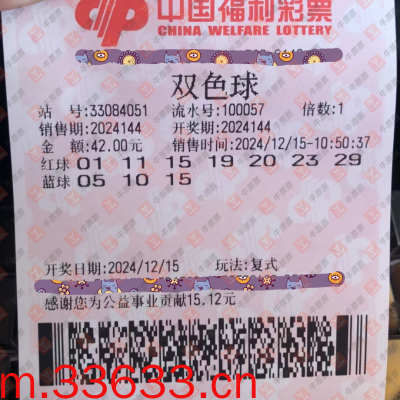 中国福利彩票
CHINA WELFARE LOTTERY
双色球
站 号:33084051 流水号:100057 倍数:1
销售期:2024144 开奖期:2024144
金 额:42.00元 销售时间:2024/12/15-10:50:37
红球 01 11 15 19 20 23 29
蓝球 05 10 15
开奖日期:2024/12/15 玩法:复式
感谢您为公益事业贡献15.12元
m.33633.cn